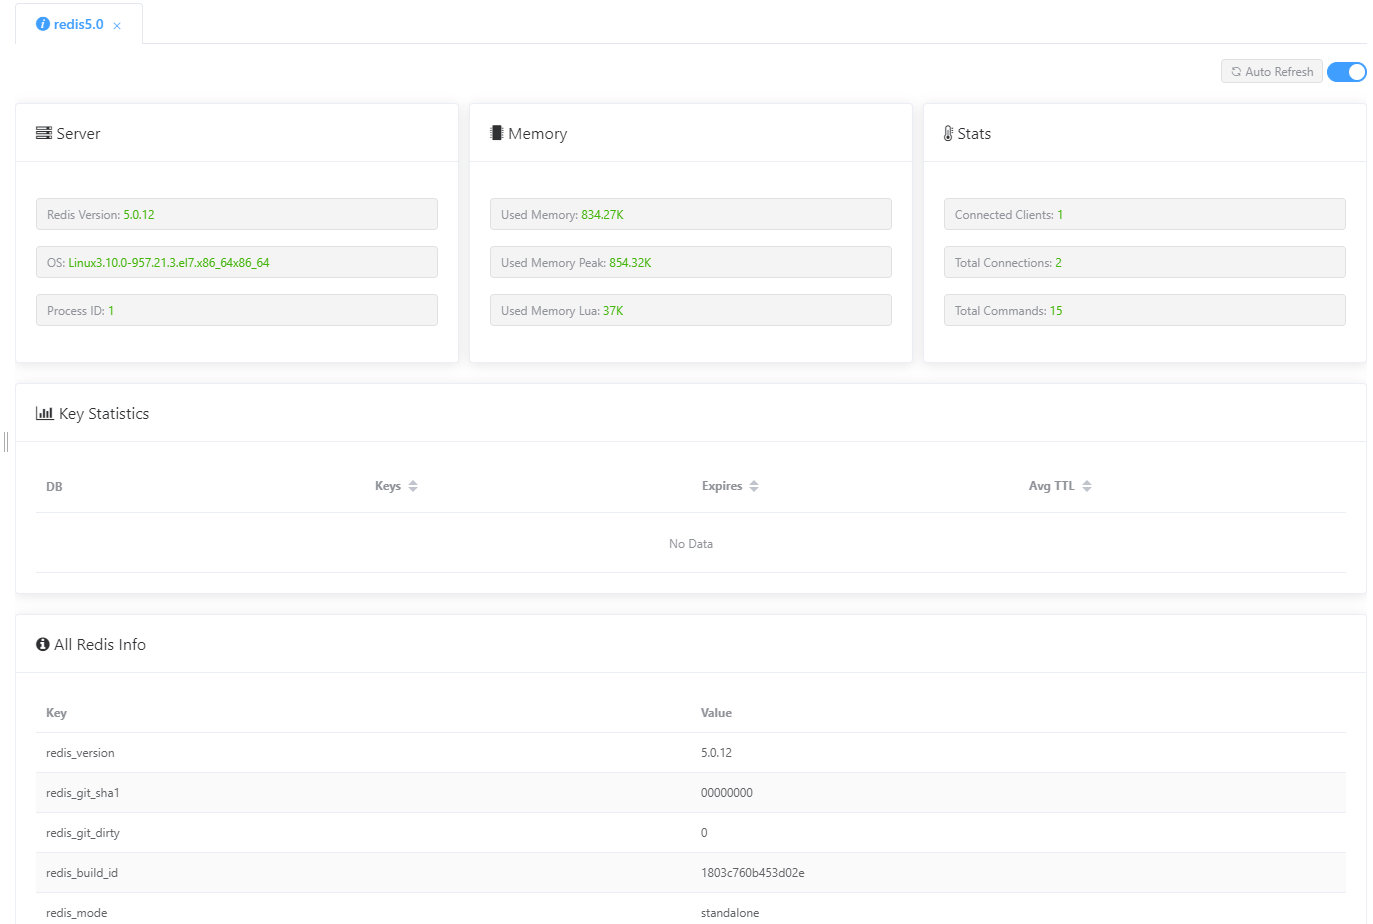 redis5.0
Auto Refresh
Server
Redis Version: 5.0.12
OS: Linux3.10.0-957.21.3.el7.x86_64x86_64
Process ID: 1
Memory
Used Memory: 834.27K
Used Memory Peak: 854.32K
Used Memory Lua: 37K
Stats
Connected Clients: 1
Total Connections: 2
Total Commands: 15
Key Statistics
DB Keys Expires Avg TTL
No Data
All Redis Info
Key Value
redis_version 5.0.12
redis_git_sha1 00000000
redis_git_dirty 0
redis_build_id 1803c760b453d02e
redis_mode standalone